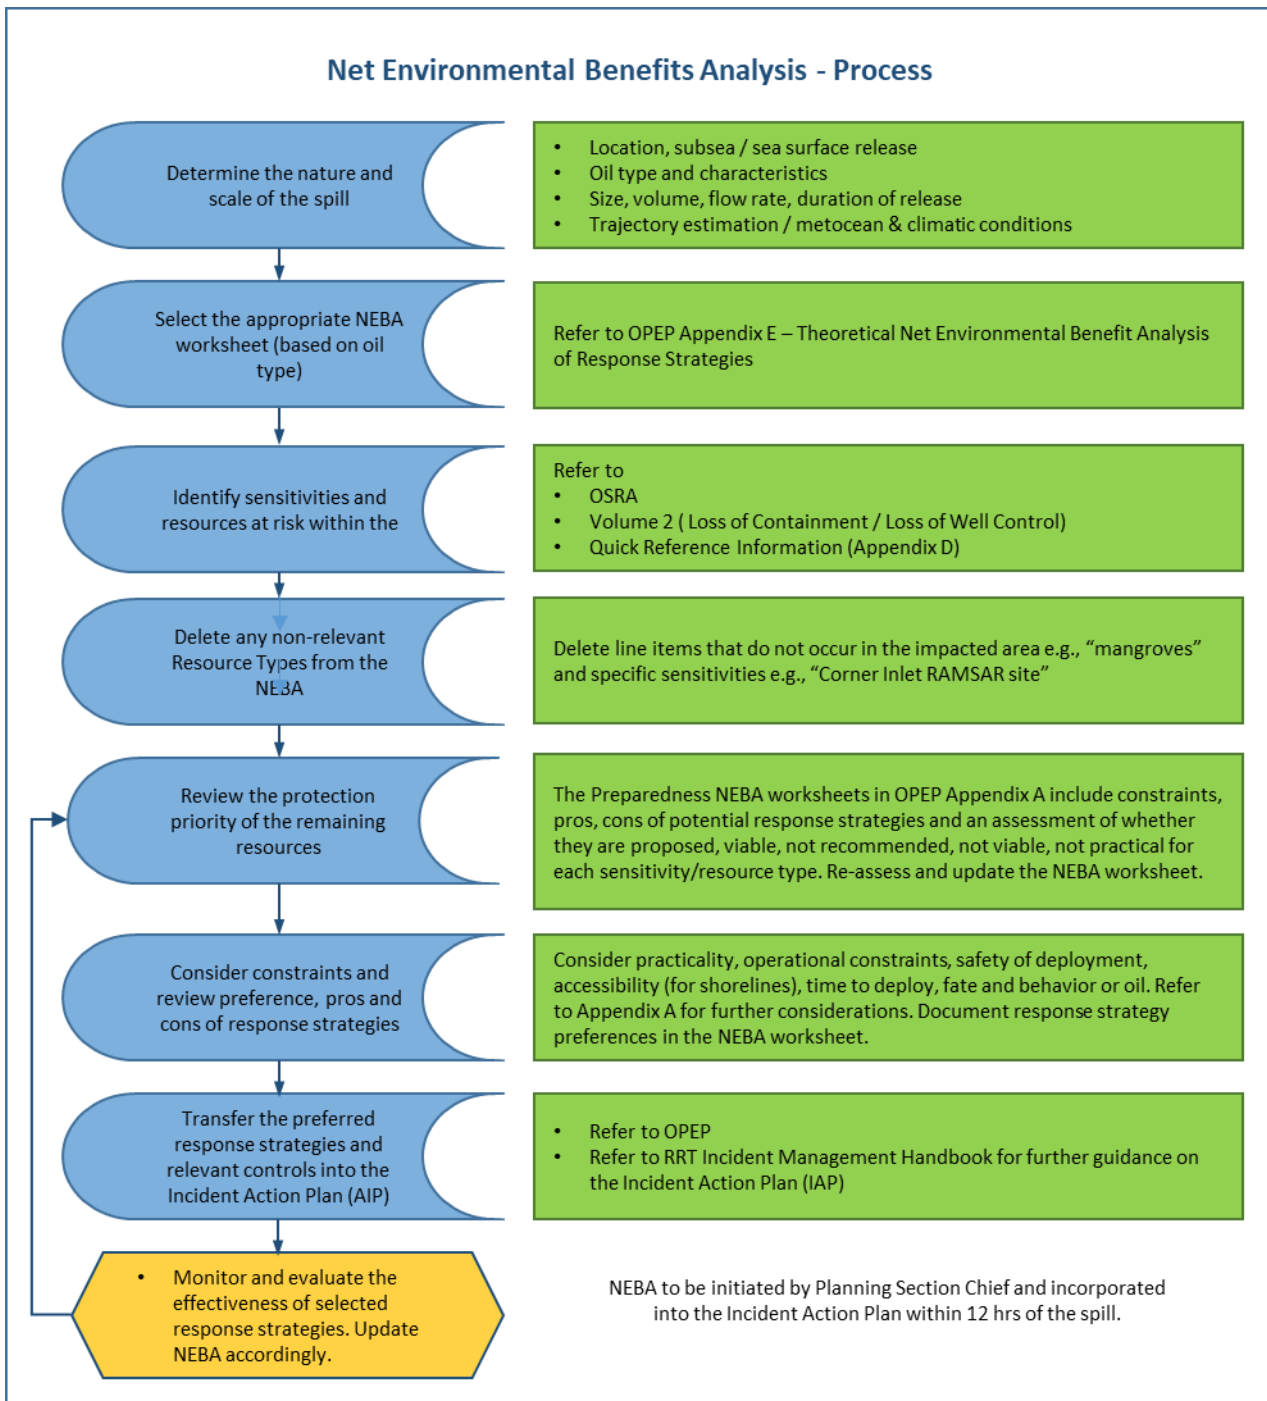 Net Environmental Benefits Analysis - Process
Determine the nature and
scale of the spill
• Location, subsea / sea surface release
• Oil type and characteristics
• Size, volume, flow rate, duration of release
• Trajectory estimation / metocean & climatic conditions
Select the appropriate NEBA
worksheet (based on oil
type)
Refer to OPEP Appendix E – Theoretical Net Environmental Benefit Analysis
of Response Strategies
Identify sensitivities and
resources at risk within the
Refer to
• OSRA
• Volume 2 ( Loss of Containment / Loss of Well Control)
• Quick Reference Information (Appendix D)
Delete any non-relevant
Resource Types from the
NEBA
Delete line items that do not occur in the impacted area e.g., “mangroves”
and specific sensitivities e.g., “Corner Inlet RAMSAR site”
Review the protection
priority of the remaining
resources
The Preparedness NEBA worksheets in OPEP Appendix A include constraints,
pros, cons of potential response strategies and an assessment of whether
they are proposed, viable, not recommended, not viable, not practical for
each sensitivity/resource type. Re-assess and update the NEBA worksheet.
Consider constraints and
review preference, pros and
cons of response strategies
Consider practicality, operational constraints, safety of deployment,
accessibility (for shorelines), time to deploy, fate and behavior or oil. Refer
to Appendix A for further considerations. Document response strategy
preferences in the NEBA worksheet.
Transfer the preferred
response strategies and
relevant controls into the
Incident Action Plan (AIP)
• Refer to OPEP
• Refer to RRT Incident Management Handbook for further guidance on
the Incident Action Plan (IAP)
• Monitor and evaluate the
effectiveness of selected
response strategies. Update
NEBA accordingly.
NEBA to be initiated by Planning Section Chief and incorporated
into the Incident Action Plan within 12 hrs of the spill.